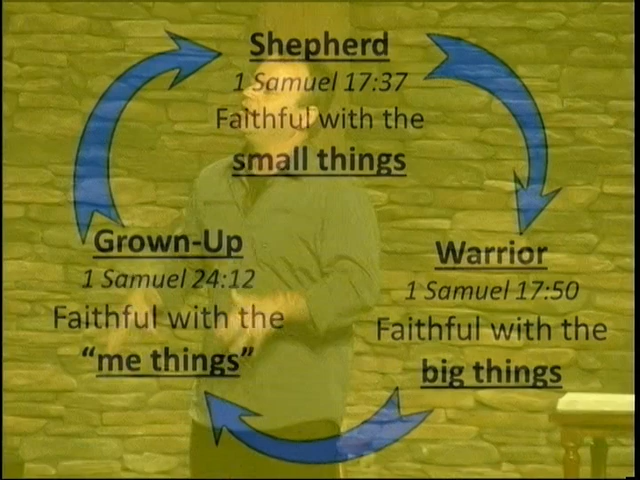 Shepherd
1 Samuel 17:37
Faithful with the
small things
Grown-Up
1 Samuel 24:12
Faithful with the
“me things”
Warrior
1 Samuel 17:50
Faithful with the
big things